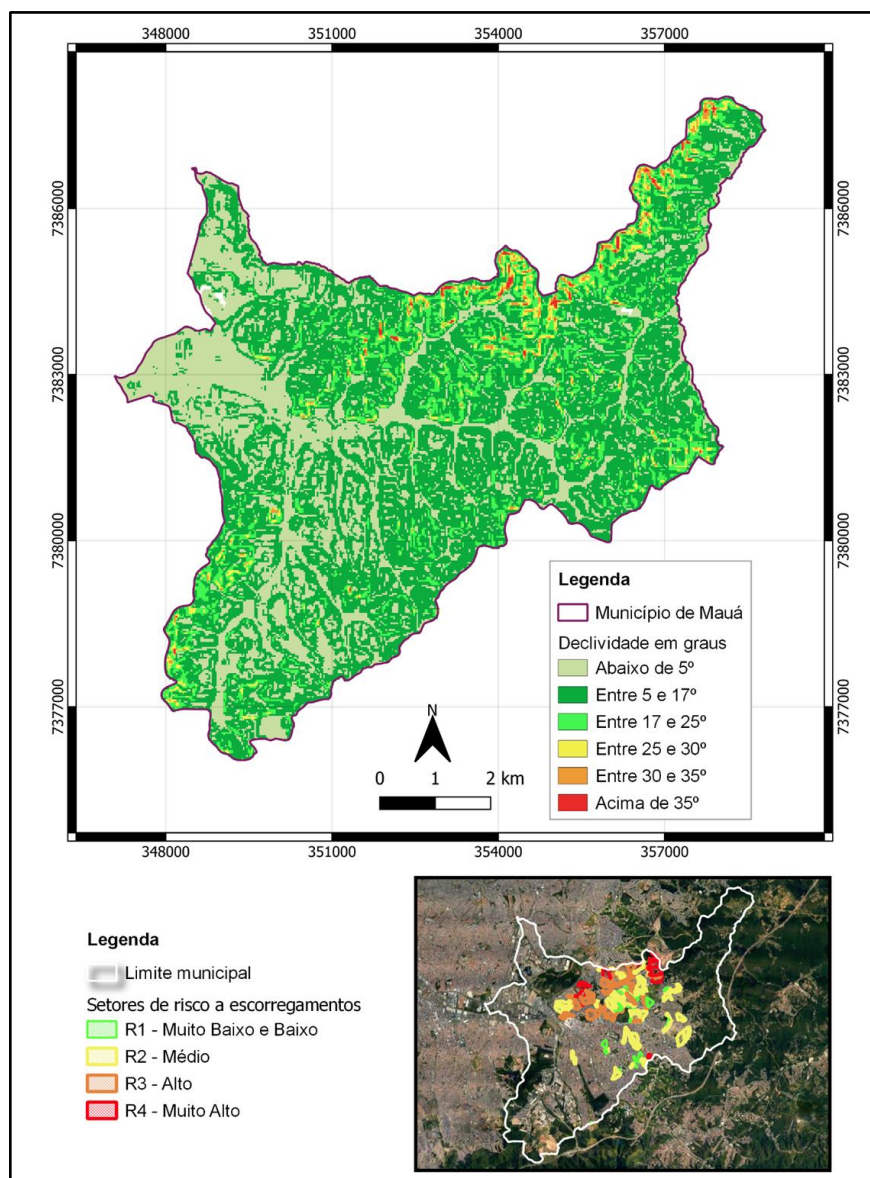 348000 351000 354000 357000
7386000 7386000
7383000 7383000
7380000 7380000
7377000 7377000
Legenda
Município de Mauá
Declividade em graus
Abaixo de 5º
Entre 5 e 17º
Entre 17 e 25º
Entre 25 e 30º
Entre 30 e 35º
Acima de 35º
N
0 1 2 km
348000 351000 354000 357000
Legenda
Limite municipal
Setores de risco a escorregamentos
R1 - Muito Baixo e Baixo
R2 - Médio
R3 - Alto
R4 - Muito Alto